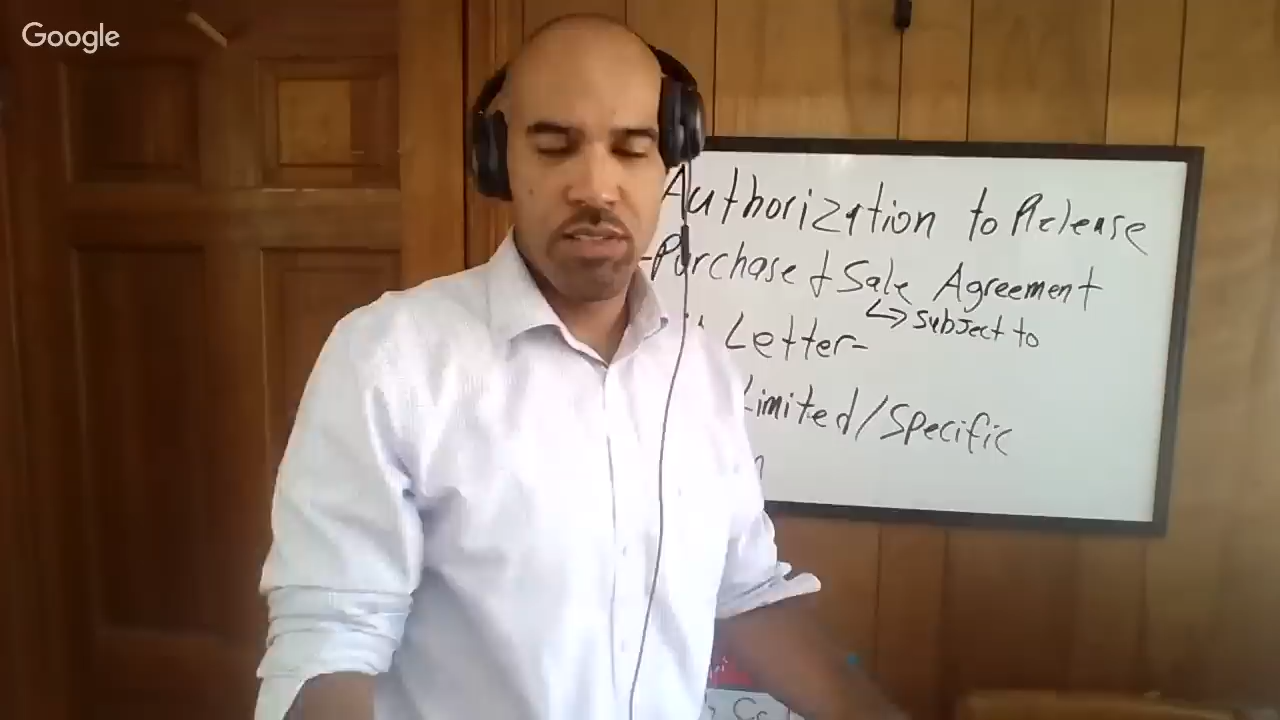 Google
Authorization to Release
-Purchase & Sale Agreement
↳ subject to
Letter-
Limited/Specific